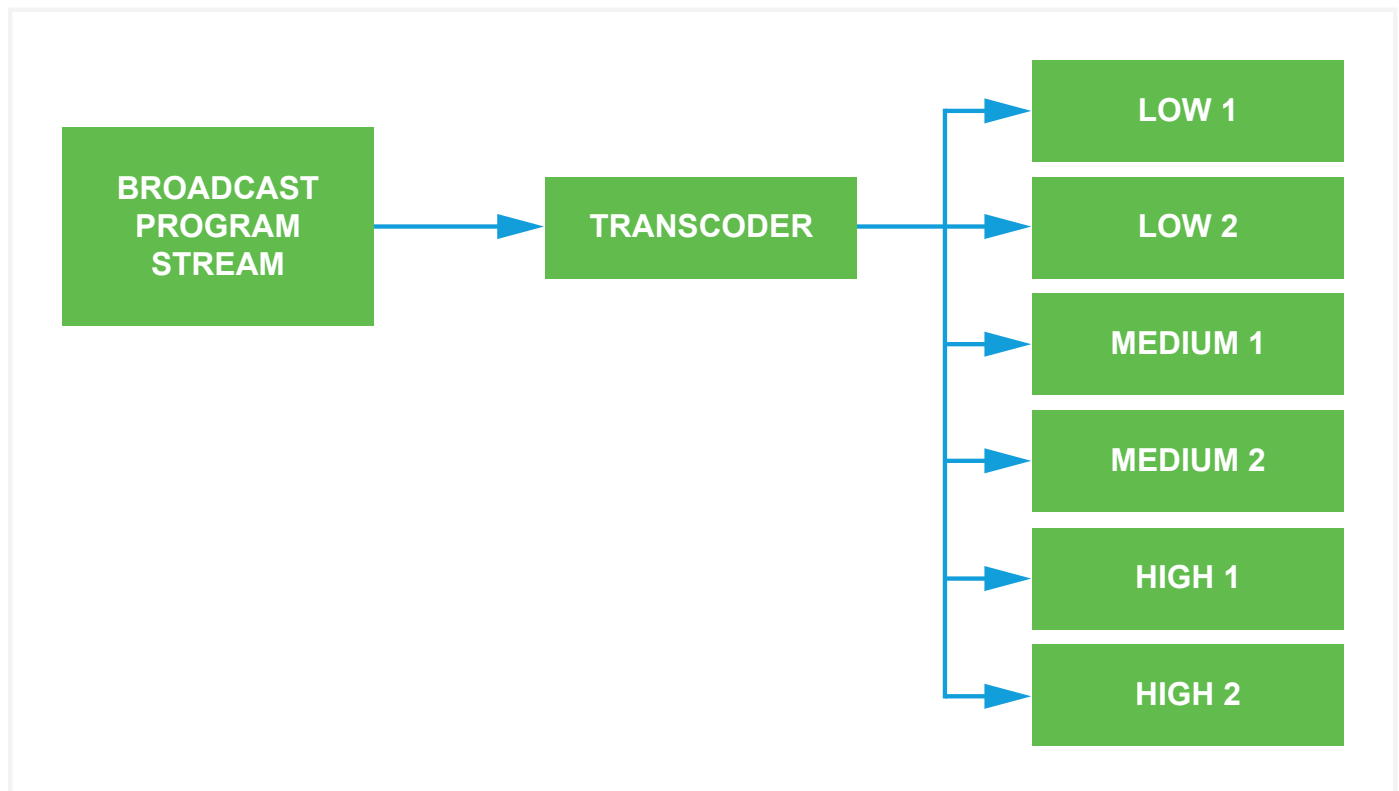 BROADCAST
PROGRAM
STREAM
TRANSCODER
LOW 1
LOW 2
MEDIUM 1
MEDIUM 2
HIGH 1
HIGH 2